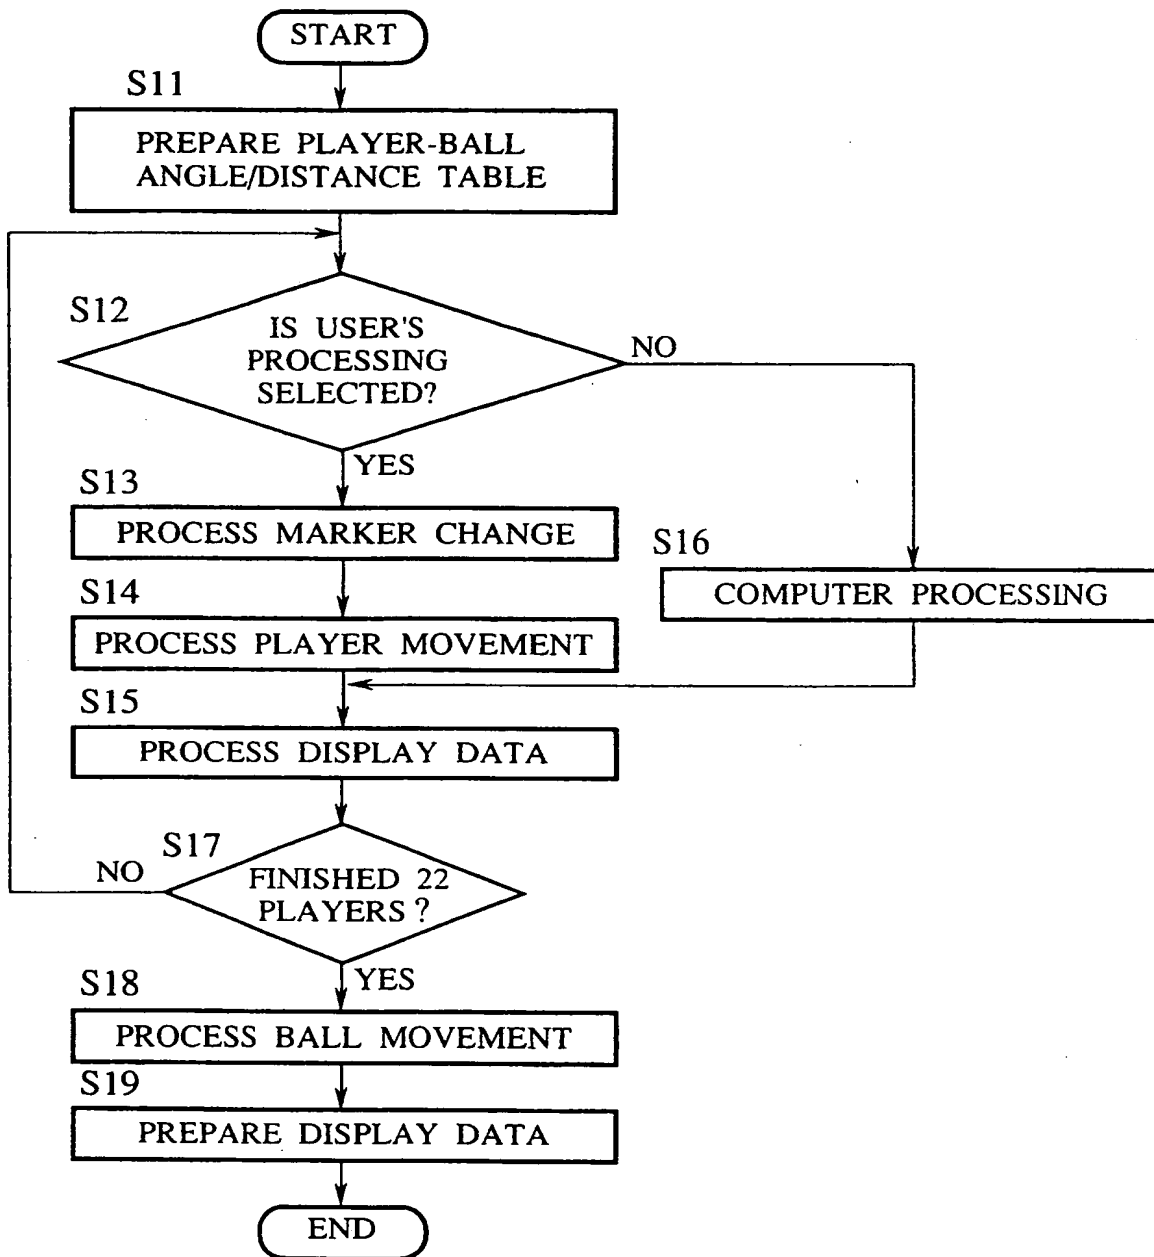 START
S11
PREPARE PLAYER-BALL
ANGLE/DISTANCE TABLE
S12
IS USER'S
PROCESSING
SELECTED?
NO
YES
S13
PROCESS MARKER CHANGE
S16
COMPUTER PROCESSING
S14
PROCESS PLAYER MOVEMENT
S15
PROCESS DISPLAY DATA
S17
NO
FINISHED 22
PLAYERS ?
YES
S18
PROCESS BALL MOVEMENT
S19
PREPARE DISPLAY DATA
END